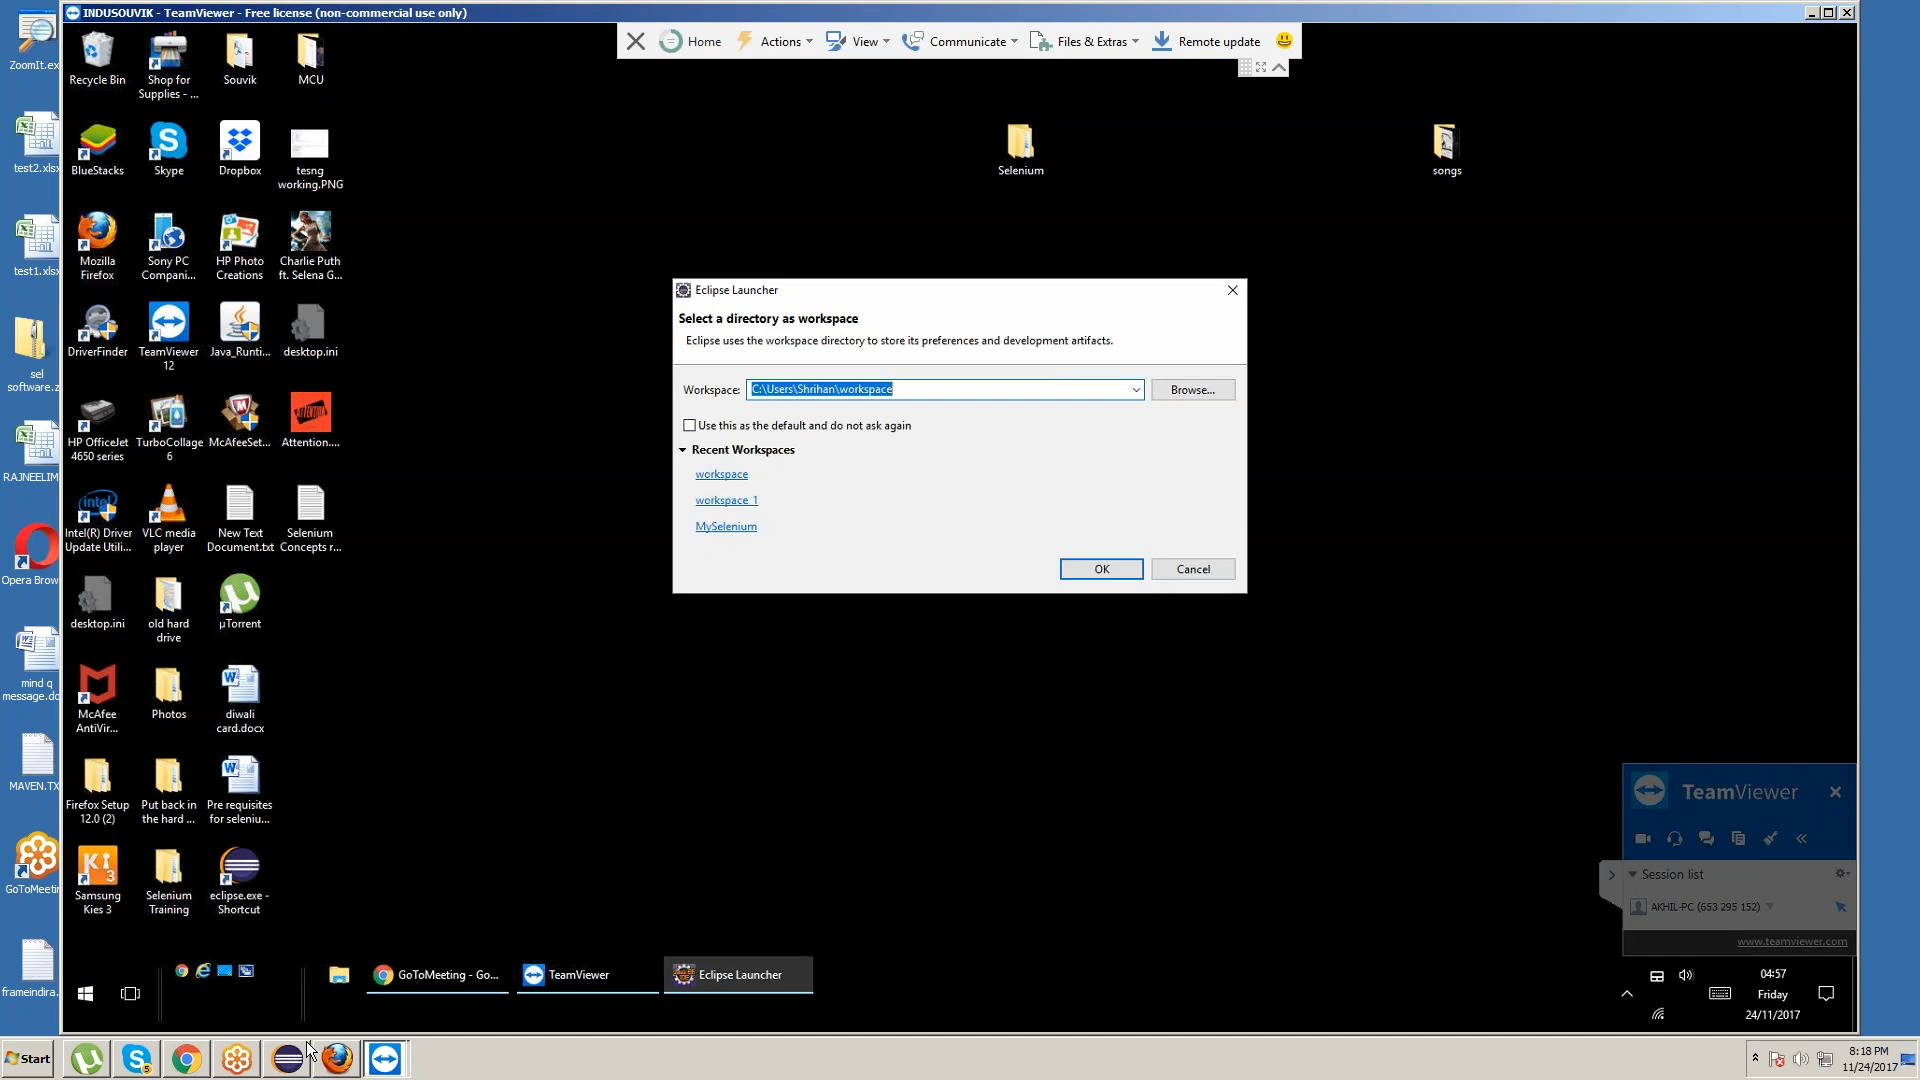 INDUSOUVIK - TeamViewer - Free license (non-commercial use only)
Home
Actions
View
Communicate
Files & Extras
Remote update
ZoomIt.ex
test2.xlsx
test1.xlsx
sel
software.z
RAJNEELIM
Opera Brow
mind q
message.do
MAVEN.TX
GoToMeetin
frameindira.
Recycle Bin
Shop for
Supplies - ...
Souvik
MCU
BlueStacks
Skype
Dropbox
tesng
working.PNG
Mozilla
Firefox
Sony PC
Compani...
HP Photo
Creations
Charlie Puth
ft. Selena G...
DriverFinder
TeamViewer
12
Java_Runti...
desktop.ini
HP OfficeJet
4650 series
TurboCollage
6
McAfeeSet...
Attention....
Intel(R) Driver
Update Utili...
VLC media
player
New Text
Document.txt
Selenium
Concepts r...
desktop.ini
old hard
drive
µTorrent
McAfee
AntiVir...
Photos
diwali
card.docx
Firefox Setup
12.0 (2)
Put back in
the hard ...
Pre requisites
for seleniu...
Samsung
Kies 3
Selenium
Training
eclipse.exe -
Shortcut
Selenium
songs
Eclipse Launcher
Select a directory as workspace
Eclipse uses the workspace directory to store its preferences and development artifacts.
Workspace: C:\Users\Shrihan\workspace
Browse...
Use this as the default and do not ask again
Recent Workspaces
workspace
workspace_1
MySelenium
OK
Cancel
TeamViewer
Session list
AKHIL-PC (653 295 152)
www.teamviewer.com
GoToMeeting - Go...
TeamViewer
Eclipse Launcher
04:57
Friday
24/11/2017
Start
8:18 PM
11/24/2017